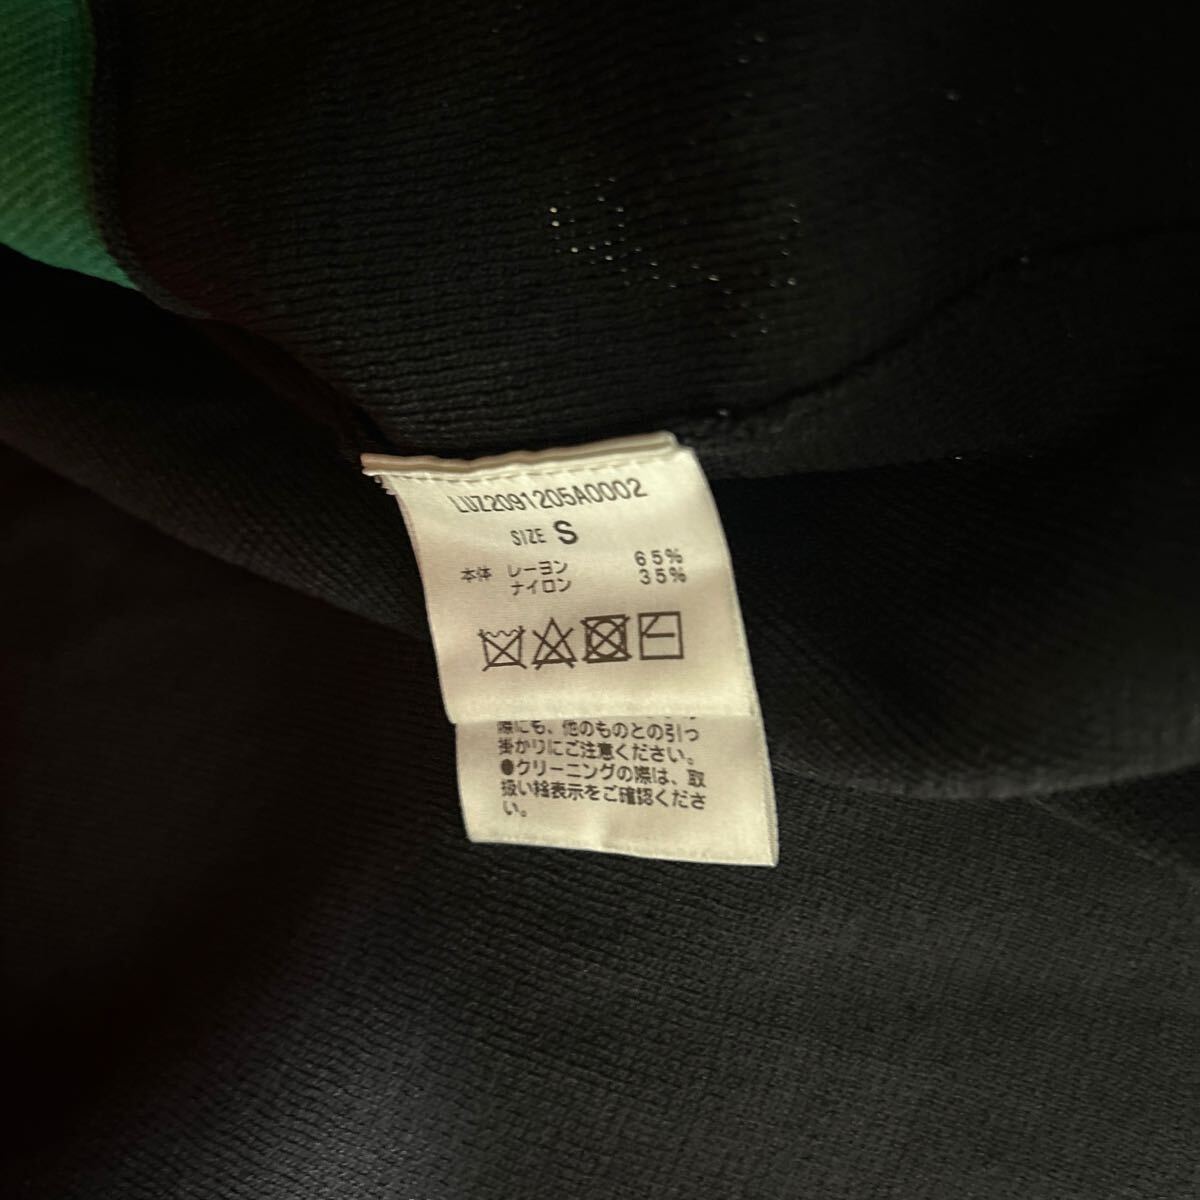 LUZ2091205A0002
SIZE S
本体 レーヨン 65%
ナイロン 35%
際にも、他のものとの引っ
掛かりにご注意ください。
●クリーニングの際は、取
扱い絵表示をご確認くださ
い。